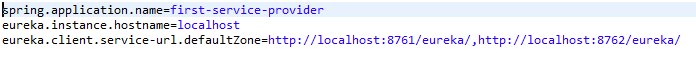 spring.application.name=first-service-provider
eureka.instance.hostname=localhost
eureka.client.service-url.defaultZone=http://localhost:8761/eureka/,http://localhost:8762/eureka/